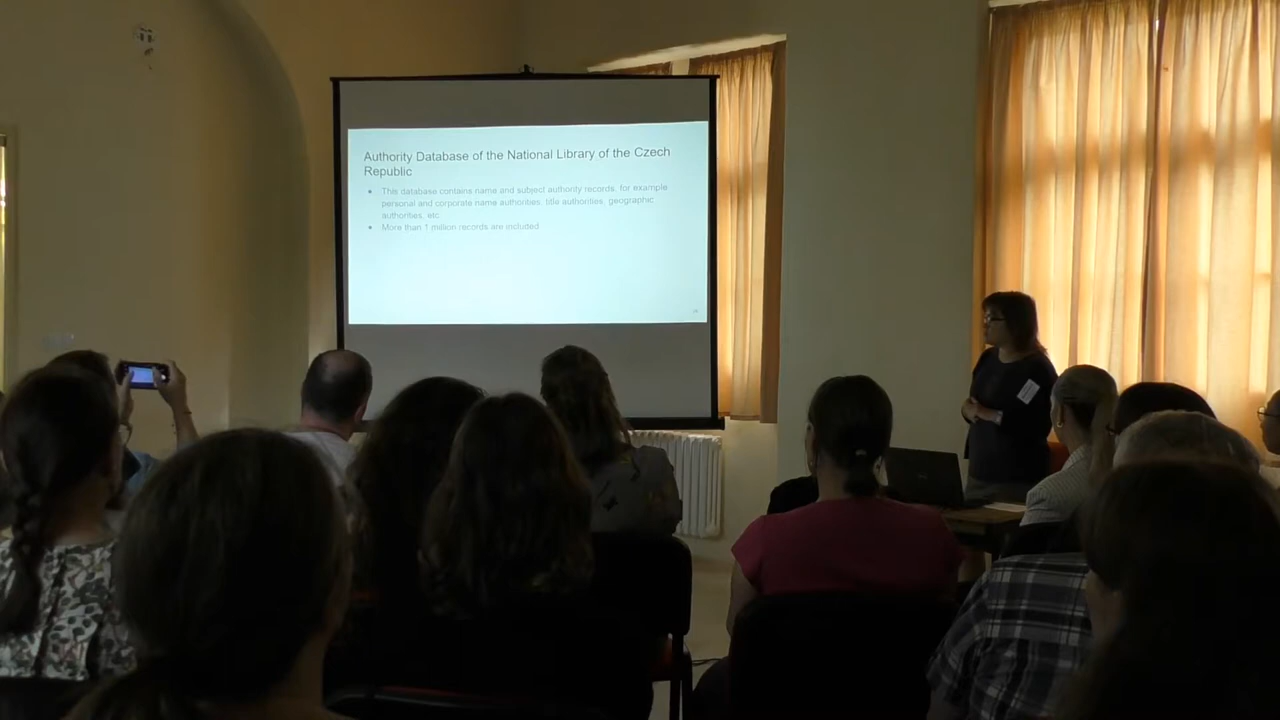 Authority Database of the National Library of the Czech
Republic
● This database contains name and subject authority records, for example
personal and corporate name authorities, title authorities, geographic
authorities, etc
● More than 1 million records are included